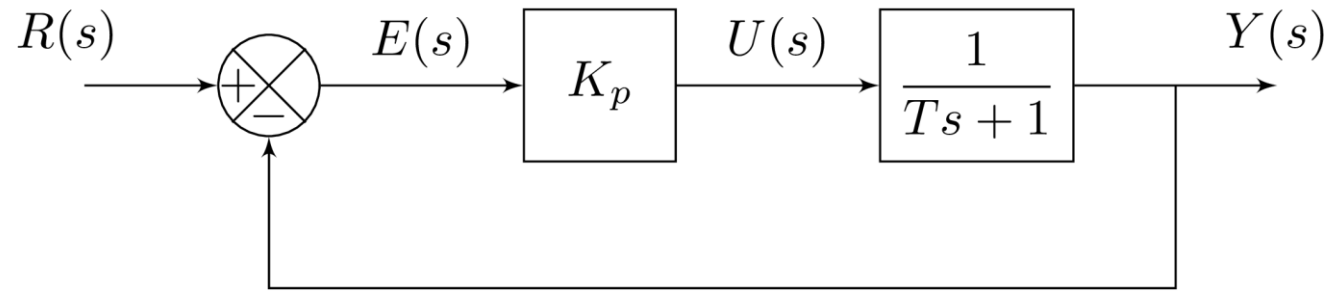 R(s)
+
−
E(s)
K_p
U(s)
1
Ts + 1
Y(s)